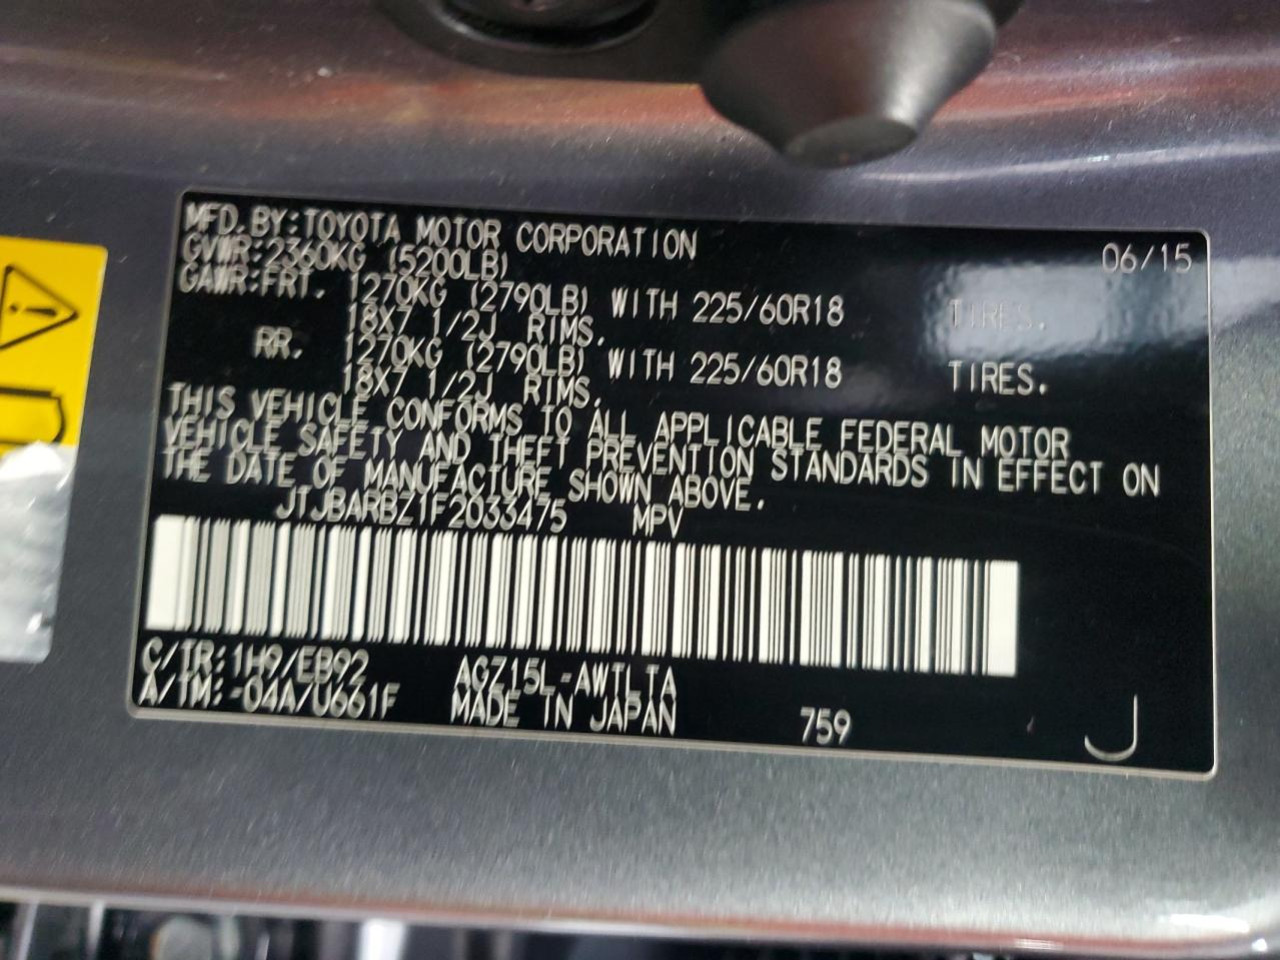 MFD.BY:TOYOTA MOTOR CORPORATION 06/15
GVWR:2360KG (5200LB)
GAWR:FRT. 1270KG (2790LB) WITH 225/60R18 TIRES.
18X7 1/2J RIMS.
RR. 1270KG (2790LB) WITH 225/60R18 TIRES.
18X7 1/2J RIMS.
THIS VEHICLE CONFORMS TO ALL APPLICABLE FEDERAL MOTOR
VEHICLE SAFETY AND THEFT PREVENTION STANDARDS IN EFFECT ON
THE DATE OF MANUFACTURE SHOWN ABOVE.
JTJBARBZ1F2033475 MPV
C/TR:1H9/EB92 AGZ15L-AWTLTA
A/TM:-04A/U661F MADE IN JAPAN 759 J